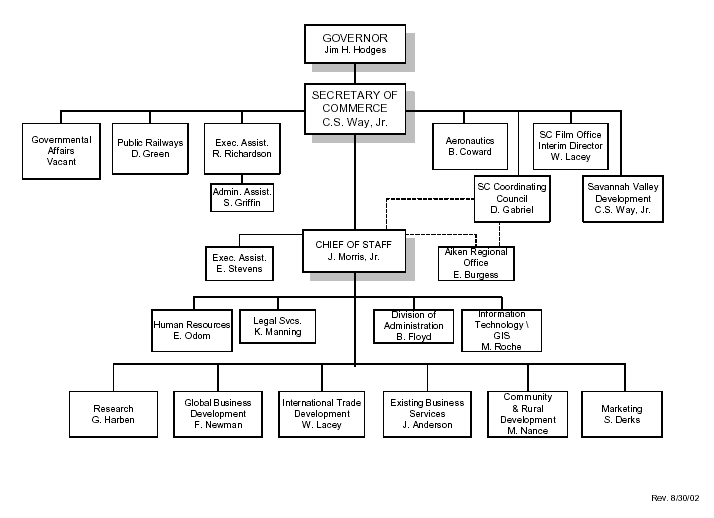 GOVERNOR
Jim H. Hodges
SECRETARY OF
COMMERCE
C.S. Way, Jr.
Governmental
Affairs
Vacant
Public Railways
D. Green
Exec. Assist.
R. Richardson
Admin. Assist.
S. Griffin
Aeronautics
B. Coward
SC Film Office
Interim Director
W. Lacey
SC Coordinating
Council
D. Gabriel
Savannah Valley
Development
C.S. Way, Jr.
CHIEF OF STAFF
J. Morris, Jr.
Exec. Assist.
E. Stevens
Aiken Regional
Office
E. Burgess
Human Resources
E. Odom
Legal Svcs.
K. Manning
Division of
Administration
B. Floyd
Information
Technology \
GIS
M. Roche
Research
G. Harben
Global Business
Development
F. Newman
International Trade
Development
W. Lacey
Existing Business
Services
J. Anderson
Community
& Rural
Development
M. Nance
Marketing
S. Derks
Rev. 8/30/02